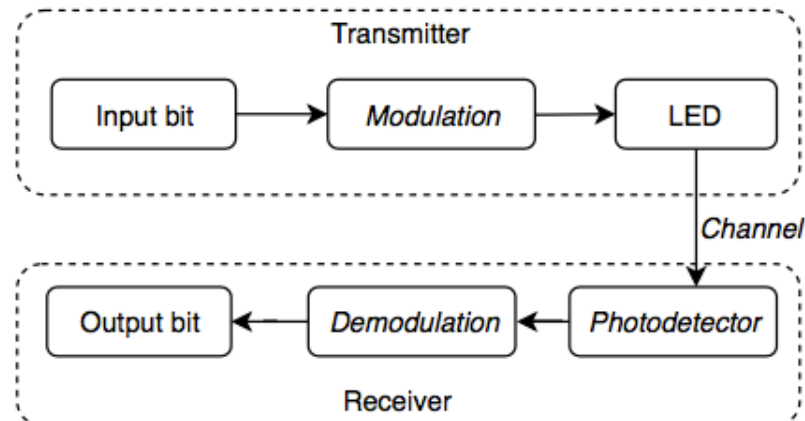 Transmitter
Input bit
Modulation
LED
Channel
Output bit
Demodulation
Photodetector
Receiver